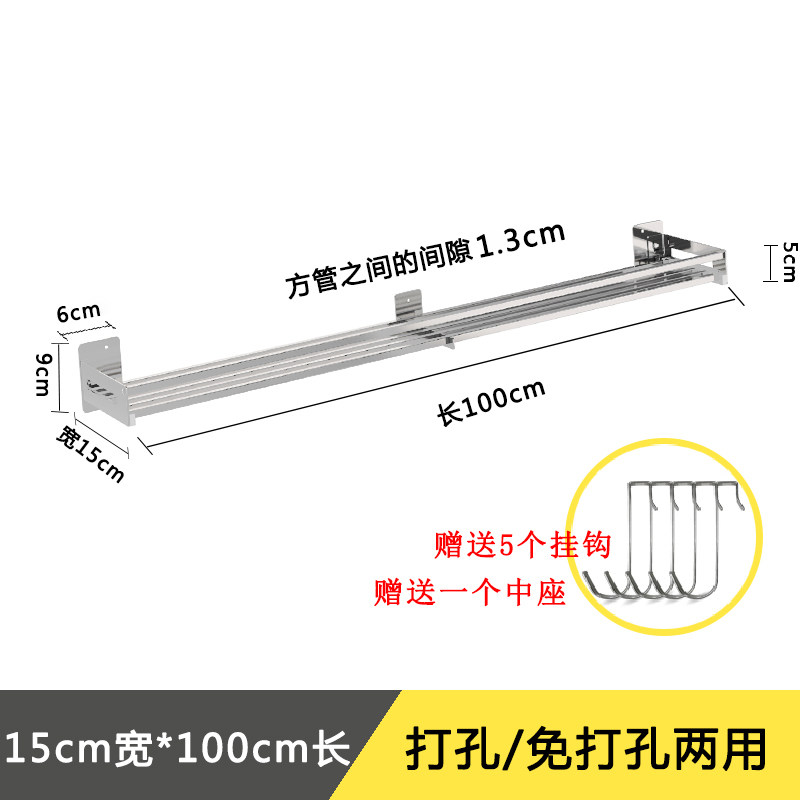 方管之间的间隙1.3cm
5cm
6cm
9cm
宽15cm
长100cm
赠送5个挂钩
赠送一个中座
15cm宽*100cm长
打孔/免打孔两用